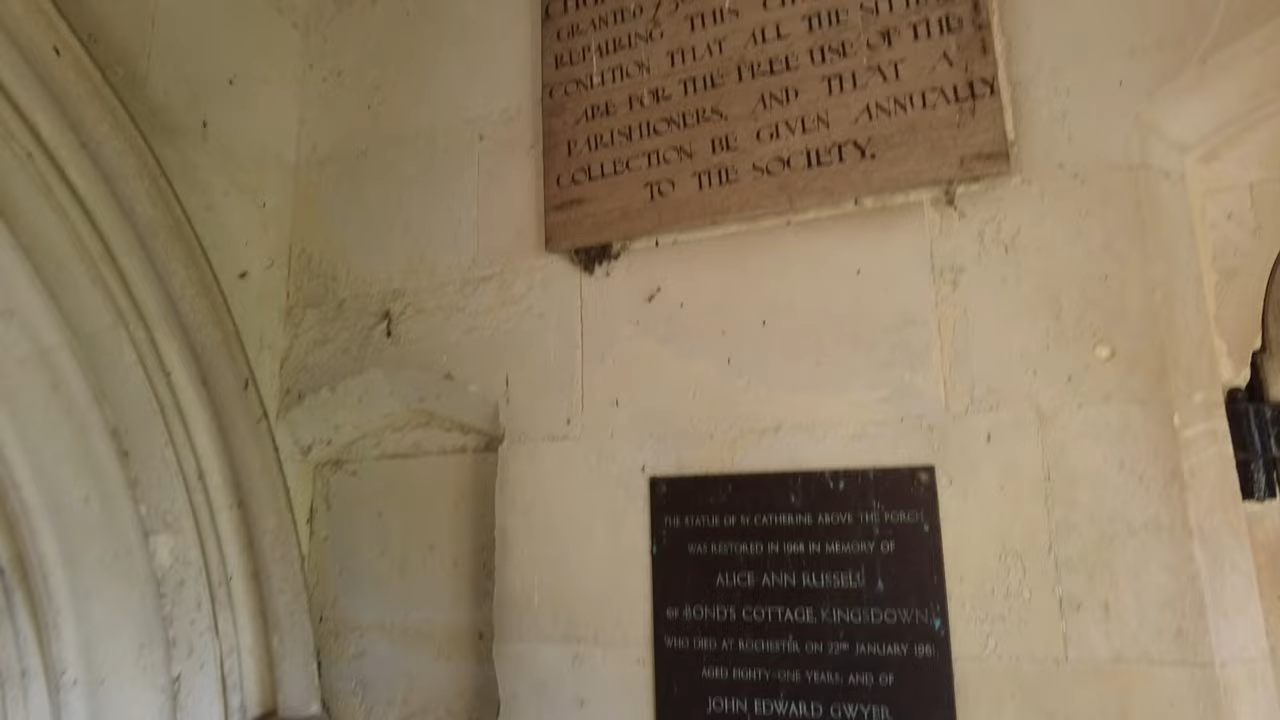 GRANTED
REPAIRING THIS
CONDITION THAT ALL THE SITTINGS
ARE FOR THE FREE USE OF THE
PARISHIONERS, AND THAT A
COLLECTION BE GIVEN ANNUALLY
TO THE SOCIETY.
THE STATUE OF ST. CATHERINE ABOVE THE PORCH
WAS RESTORED IN 1968 IN MEMORY OF
ALICE ANN RUSSELL
OF BOND'S COTTAGE, KINGSDOWN,
WHO DIED AT ROCHESTER ON 22ND JANUARY 1961
AGED EIGHTY-ONE YEARS; AND OF
JOHN EDWARD GWYER